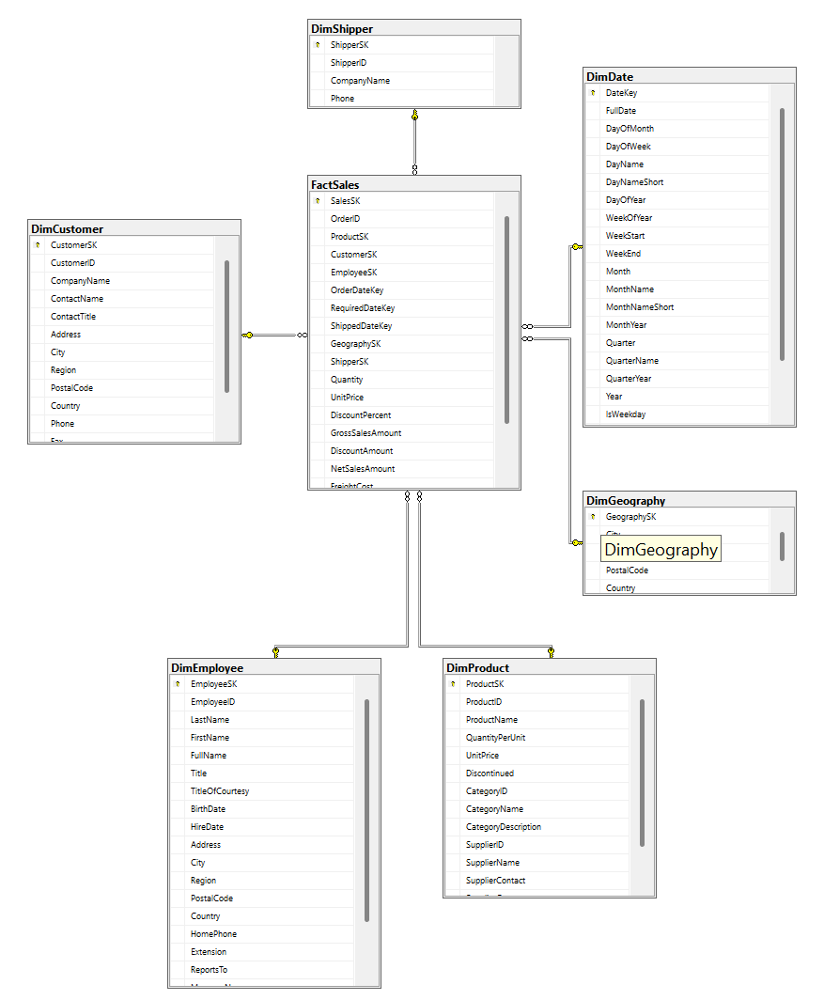 DimShipper
ShipperSK
ShipperID
CompanyName
Phone
DimDate
DateKey
FullDate
DayOfMonth
DayOfWeek
DayName
DayNameShort
DayOfYear
WeekOfYear
WeekStart
WeekEnd
Month
MonthName
MonthNameShort
MonthYear
Quarter
QuarterName
QuarterYear
Year
IsWeekday
FactSales
SalesSK
OrderID
ProductSK
CustomerSK
EmployeeSK
OrderDateKey
RequiredDateKey
ShippedDateKey
GeographySK
ShipperSK
Quantity
UnitPrice
DiscountPercent
GrossSalesAmount
DiscountAmount
NetSalesAmount
FreightCost
DimCustomer
CustomerSK
CustomerID
CompanyName
ContactName
ContactTitle
Address
City
Region
PostalCode
Country
Phone
Fax
DimGeography
GeographySK
City
DimGeography
PostalCode
Country
DimEmployee
EmployeeSK
EmployeeID
LastName
FirstName
FullName
Title
TitleOfCourtesy
BirthDate
HireDate
Address
City
Region
PostalCode
Country
HomePhone
Extension
ReportsTo
DimProduct
ProductSK
ProductID
ProductName
QuantityPerUnit
UnitPrice
Discontinued
CategoryID
CategoryName
CategoryDescription
SupplierID
SupplierName
SupplierContact